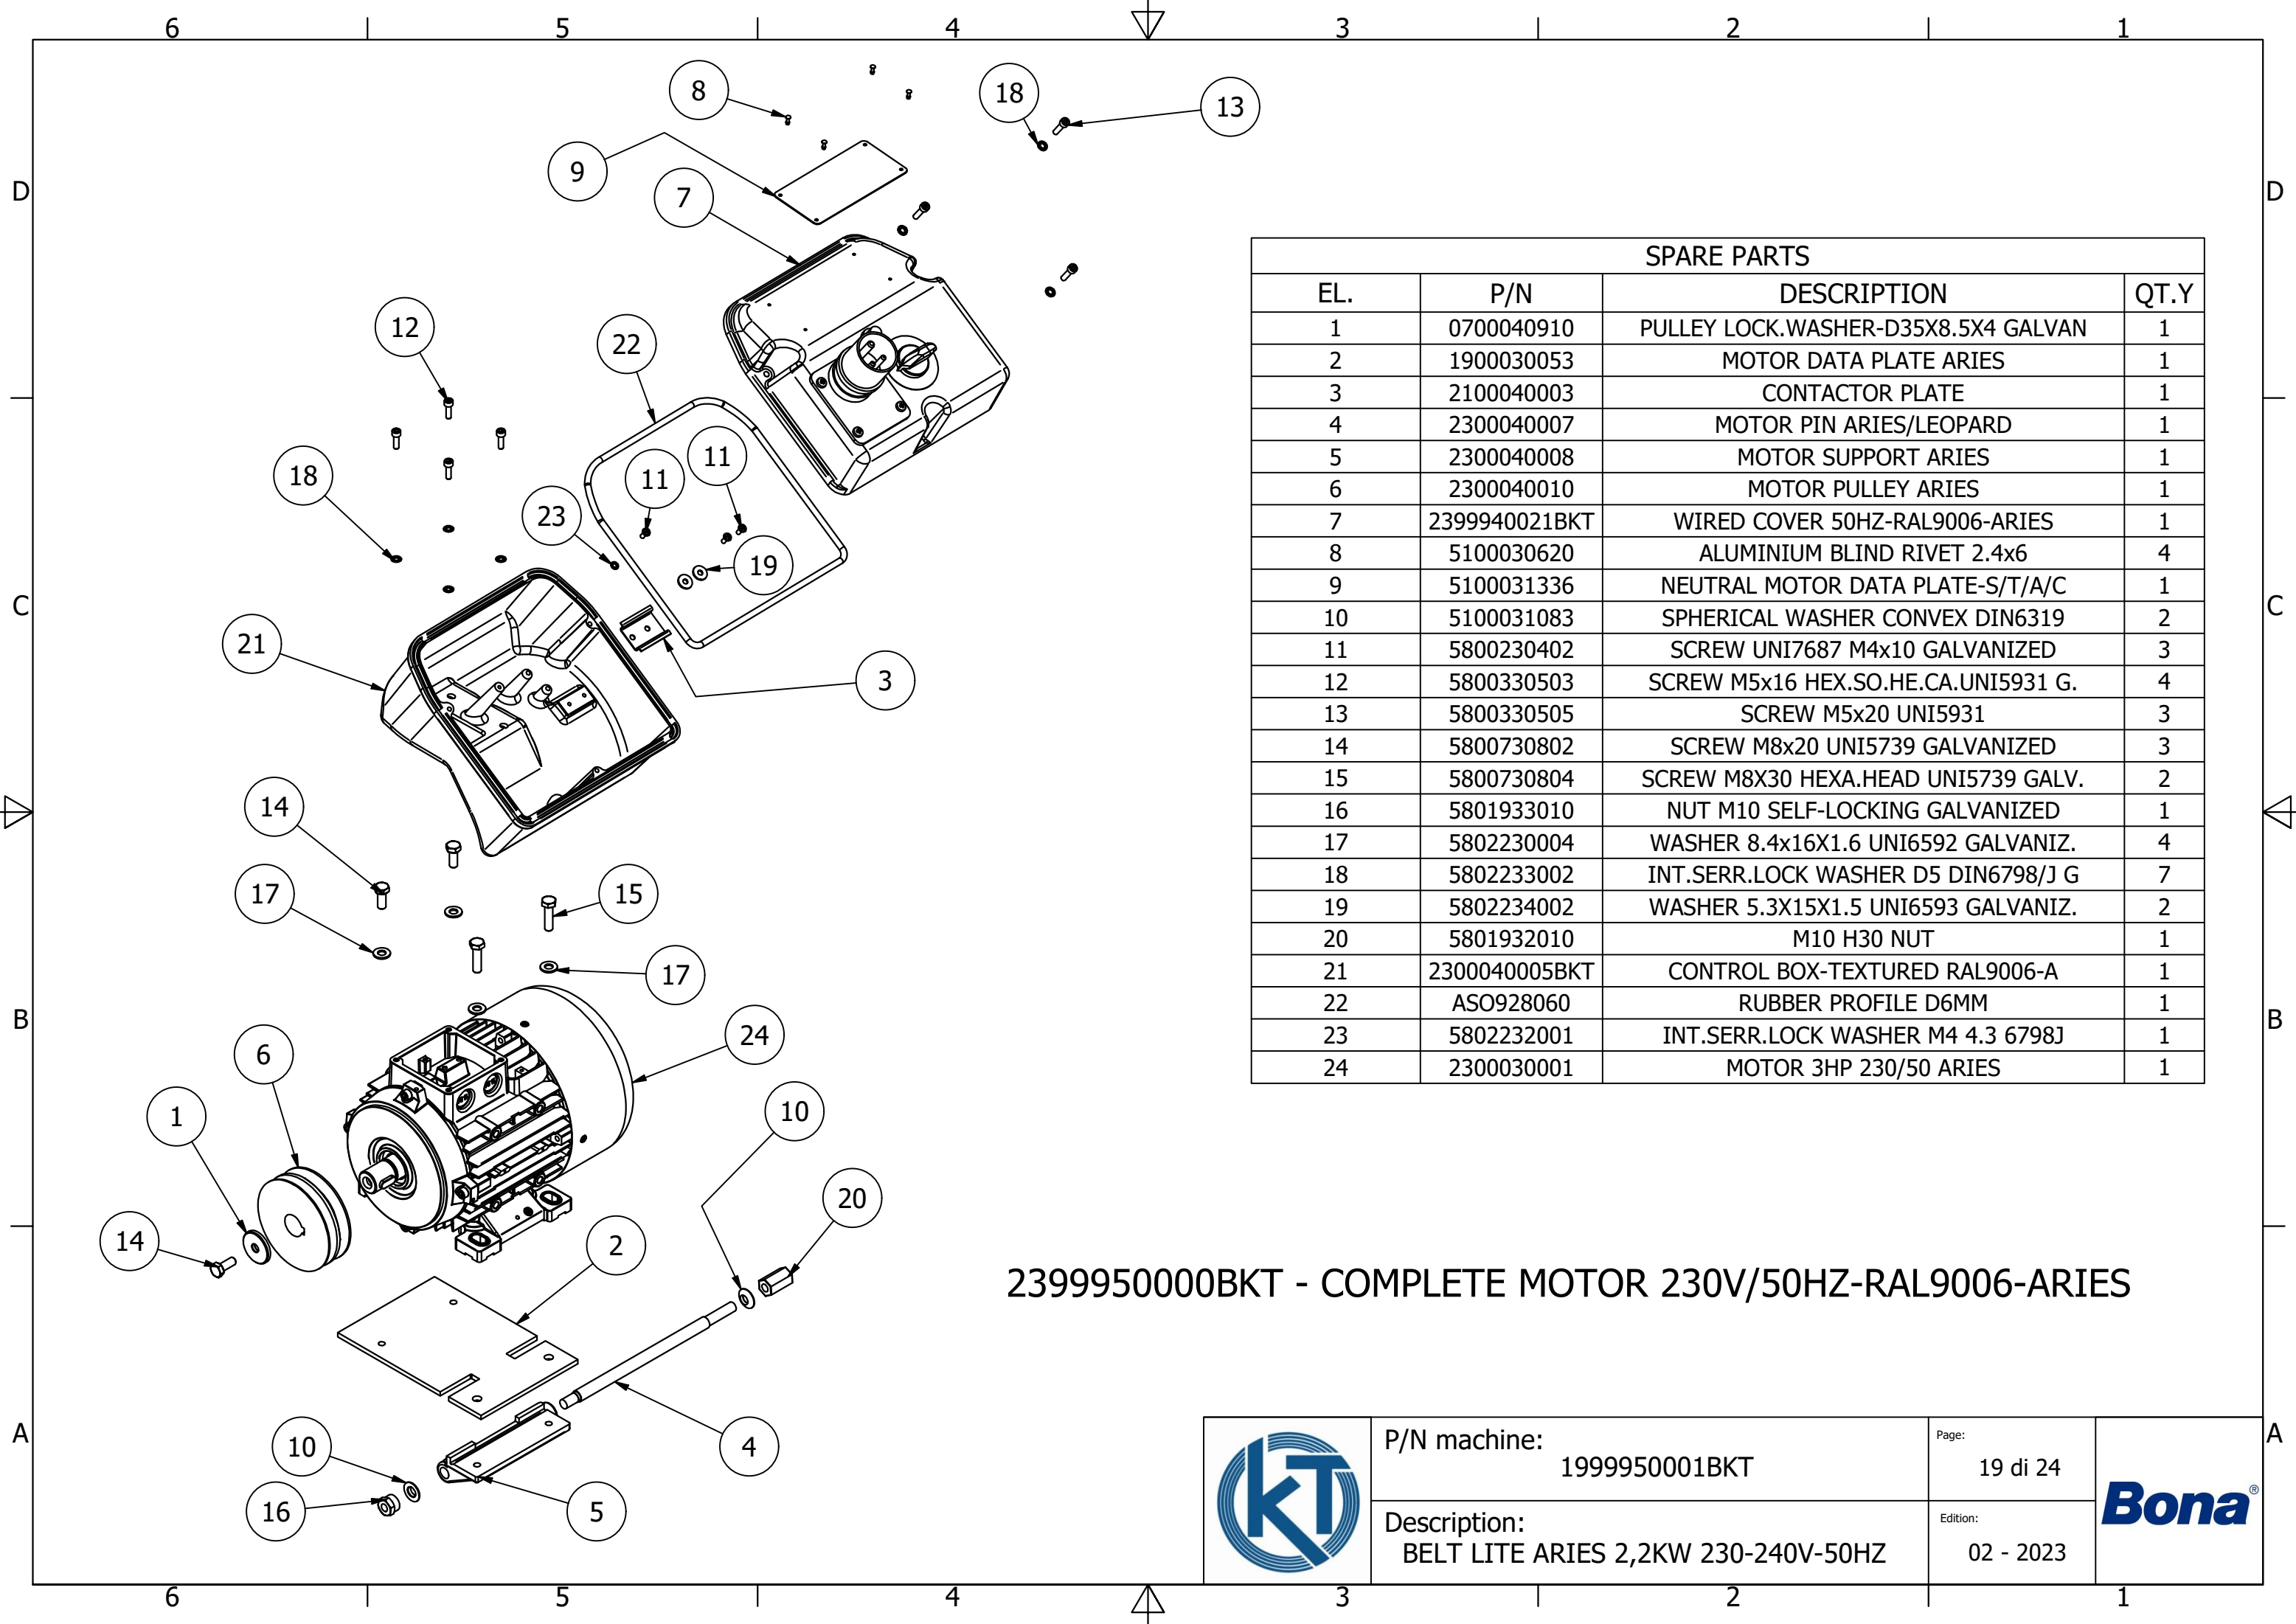 6 5 4 3 2 1
8
18
13
9
7
12
22
11
11
18
23
19
21
3
14
17
15
17
24
6
10
1
20
14
2
10
4
16
5
D
C
B
A
D
C
B
A
SPARE PARTS
EL. P/N DESCRIPTION QT.Y
1 0700040910 PULLEY LOCK.WASHER-D35X8.5X4 GALVAN 1
2 1900030053 MOTOR DATA PLATE ARIES 1
3 2100040003 CONTACTOR PLATE 1
4 2300040007 MOTOR PIN ARIES/LEOPARD 1
5 2300040008 MOTOR SUPPORT ARIES 1
6 2300040010 MOTOR PULLEY ARIES 1
7 2399940021BKT WIRED COVER 50HZ-RAL9006-ARIES 1
8 5100030620 ALUMINIUM BLIND RIVET 2.4x6 4
9 5100031336 NEUTRAL MOTOR DATA PLATE-S/T/A/C 1
10 5100031083 SPHERICAL WASHER CONVEX DIN6319 2
11 5800230402 SCREW UNI7687 M4x10 GALVANIZED 3
12 5800330503 SCREW M5x16 HEX.SO.HE.CA.UNI5931 G. 4
13 5800330505 SCREW M5x20 UNI5931 3
14 5800730802 SCREW M8x20 UNI5739 GALVANIZED 3
15 5800730804 SCREW M8X30 HEXA.HEAD UNI5739 GALV. 2
16 5801933010 NUT M10 SELF-LOCKING GALVANIZED 1
17 5802230004 WASHER 8.4x16X1.6 UNI6592 GALVANIZ. 4
18 5802233002 INT.SERR.LOCK WASHER D5 DIN6798/J G 7
19 5802234002 WASHER 5.3X15X1.5 UNI6593 GALVANIZ. 2
20 5801932010 M10 H30 NUT 1
21 2300040005BKT CONTROL BOX-TEXTURED RAL9006-A 1
22 ASO928060 RUBBER PROFILE D6MM 1
23 5802232001 INT.SERR.LOCK WASHER M4 4.3 6798J 1
24 2300030001 MOTOR 3HP 230/50 ARIES 1
2399950000BKT - COMPLETE MOTOR 230V/50HZ-RAL9006-ARIES
KT
P/N machine:
1999950001BKT
Page:
19 di 24
Description:
BELT LITE ARIES 2,2KW 230-240V-50HZ
Edition:
02 - 2023
Bona®
6 5 4 3 2 1